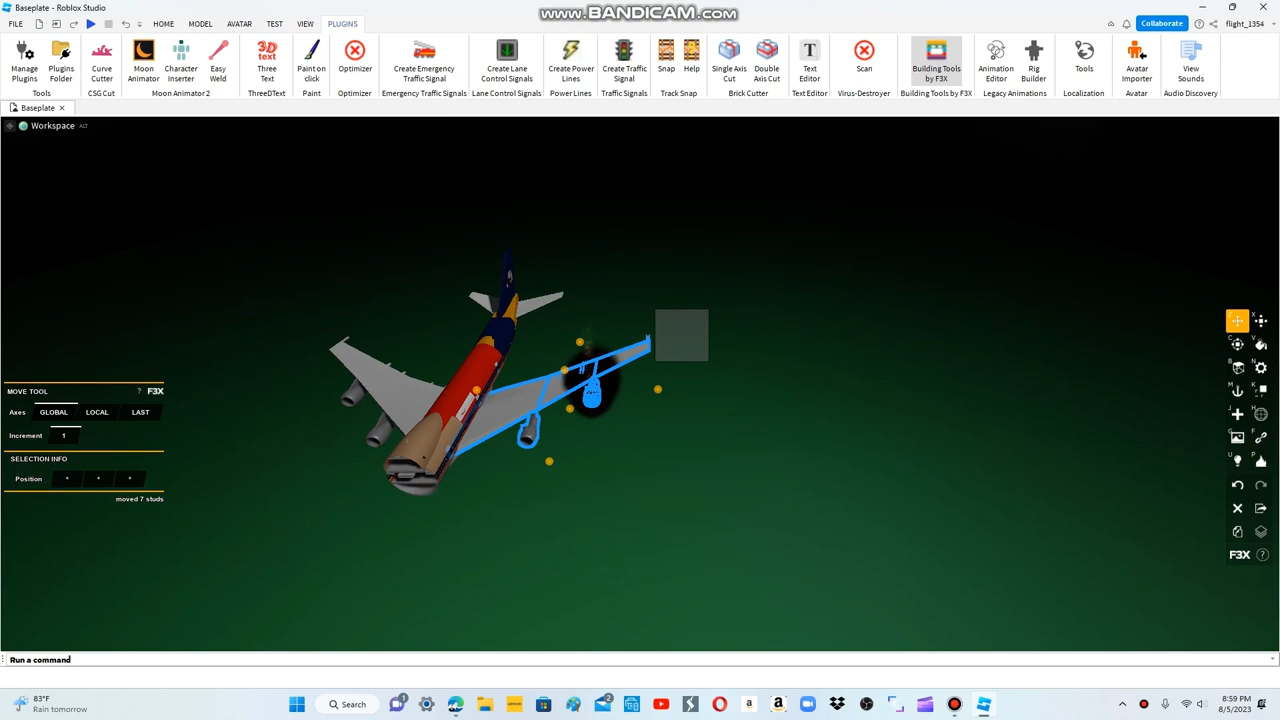 Baseplate - Roblox Studio
www.BANDICAM.com
FILE HOME MODEL AVATAR TEST VIEW PLUGINS Collaborate flight_1354
Manage Plugins
Plugins Folder
Curve Cutter
Moon Animator
Character Inserter
Easy Weld
Three Text
Paint on click
Optimizer
Create Emergency Traffic Signal
Create Lane Control Signals
Create Power Lines
Create Traffic Signal
Snap
Help
Single Axis Cut
Double Axis Cut
Text Editor
Scan
Building Tools by F3X
Animation Editor
Rig Builder
Tools
Avatar Importer
View Sounds
Tools CSG Cut Moon Animator 2 ThreeDText Paint Optimizer Emergency Traffic Signals Lane Control Signals Power Lines Traffic Signals Track Snap Brick Cutter Text Editor Virus-Destroyer Building Tools by F3X Legacy Animations Localization Avatar Audio Discovery
Baseplate
Workspace ALT
MOVE TOOL ? F3X
Axes GLOBAL LOCAL LAST
Increment 1
SELECTION INFO
Position * * *
moved 7 studs
F3X
Run a command
83°F
Rain tomorrow
Search
8:59 PM
8/5/2023